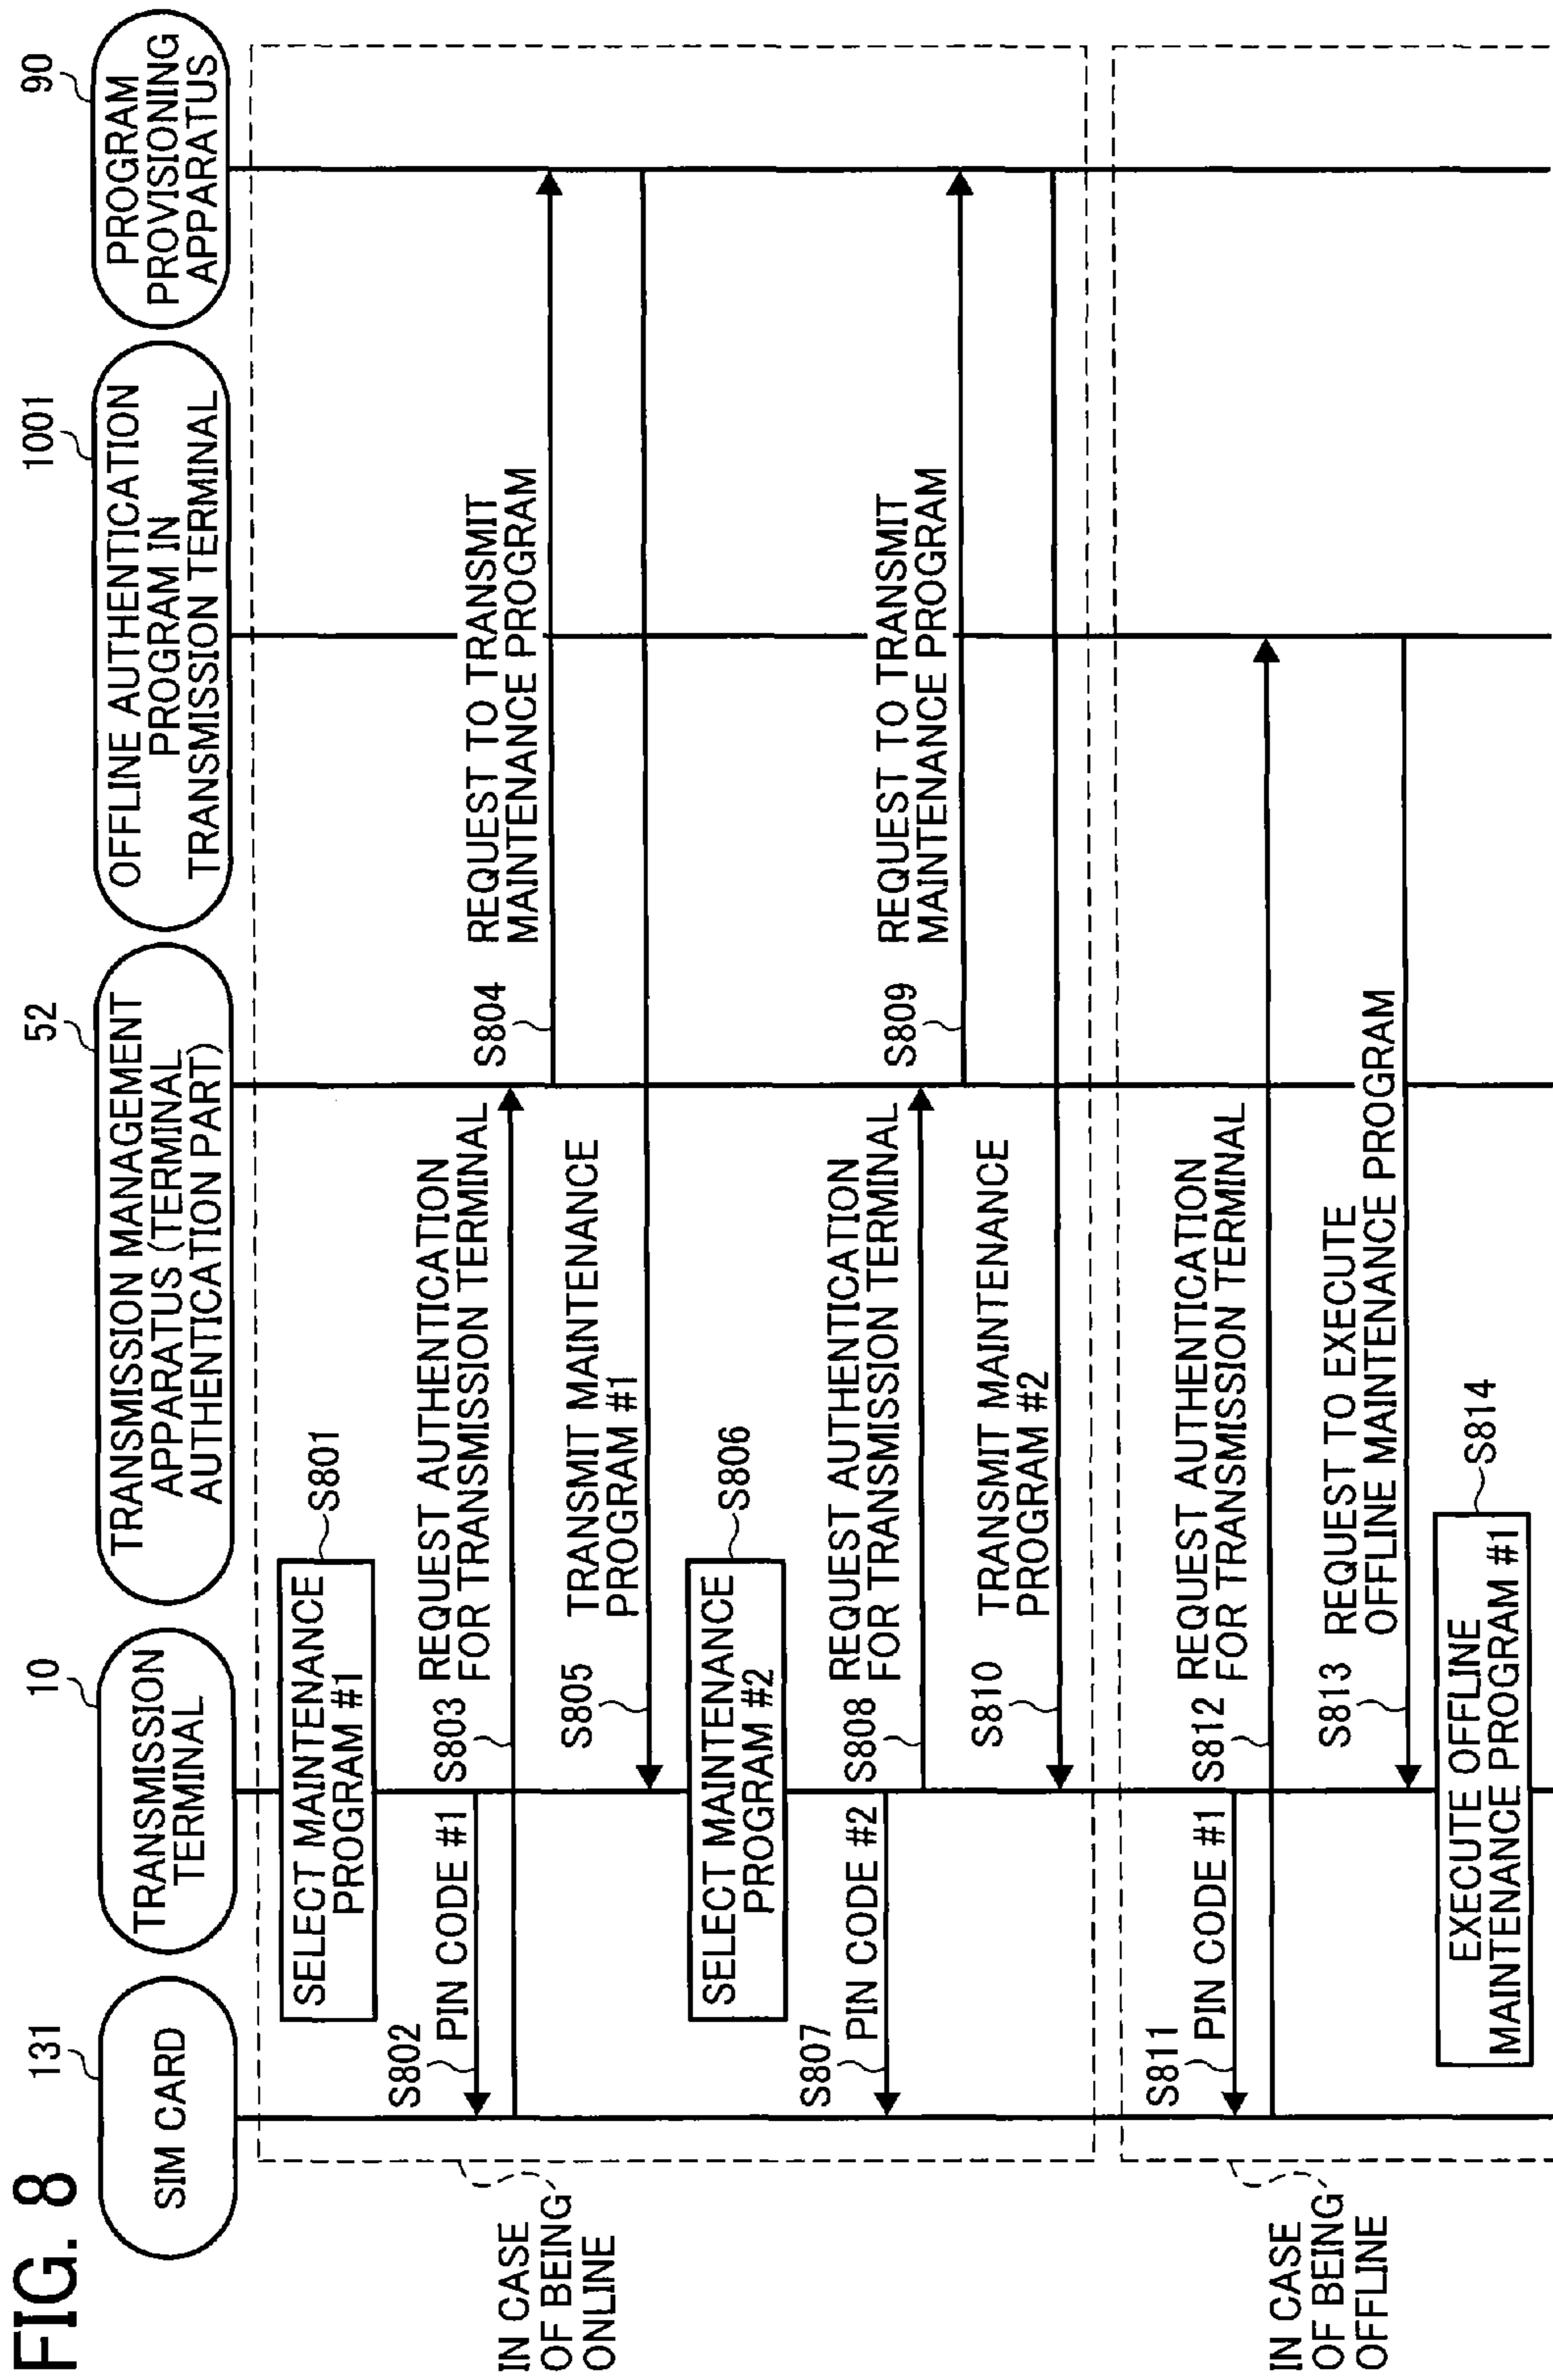 FIG. 8
131
SIM CARD
10
TRANSMISSION
TERMINAL
52
TRANSMISSION MANAGEMENT
APPARATUS (TERMINAL
AUTHENTICATION PART)
1001
OFFLINE AUTHENTICATION
PROGRAM IN
TRANSMISSION TERMINAL
90
PROGRAM
PROVISIONING
APPARATUS
IN CASE
OF BEING
ONLINE
SELECT MAINTENANCE
PROGRAM #1
S801
S802
PIN CODE #1
S803
REQUEST AUTHENTICATION
FOR TRANSMISSION TERMINAL
S804
REQUEST TO TRANSMIT
MAINTENANCE PROGRAM
S805
TRANSMIT MAINTENANCE
PROGRAM #1
SELECT MAINTENANCE
PROGRAM #2
S806
S807
PIN CODE #2
S808
REQUEST AUTHENTICATION
FOR TRANSMISSION TERMINAL
S809
REQUEST TO TRANSMIT
MAINTENANCE PROGRAM
S810
TRANSMIT MAINTENANCE
PROGRAM #2
IN CASE
OF BEING
OFFLINE
S811
PIN CODE #1
S812
REQUEST AUTHENTICATION
FOR TRANSMISSION TERMINAL
S813
REQUEST TO EXECUTE
OFFLINE MAINTENANCE PROGRAM
EXECUTE OFFLINE
MAINTENANCE PROGRAM #1
S814